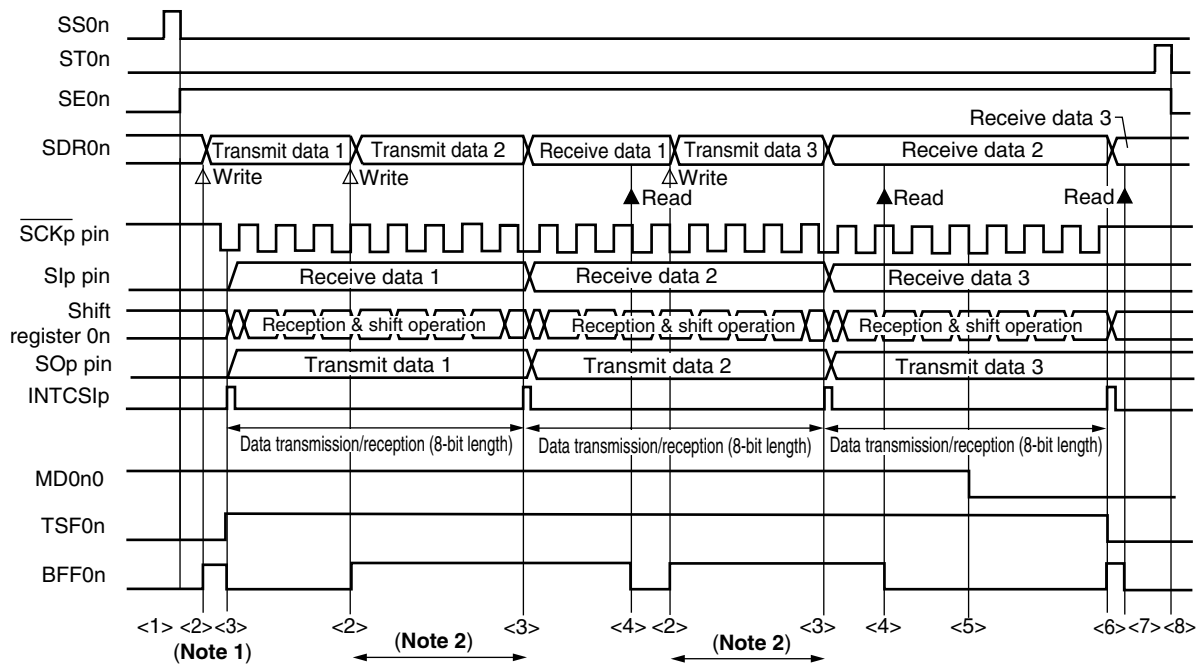 SS0n
ST0n
SE0n
Receive data 3
SDR0n
Transmit data 1 Transmit data 2 Receive data 1 Transmit data 3 Receive data 2
Write Write Write
Read Read Read
SCKp pin
SIp pin Receive data 1 Receive data 2 Receive data 3
Shift
register 0n
Reception & shift operation Reception & shift operation Reception & shift operation
SOp pin Transmit data 1 Transmit data 2 Transmit data 3
INTCSIp
Data transmission/reception (8-bit length) Data transmission/reception (8-bit length) Data transmission/reception (8-bit length)
MD0n0
TSF0n
BFF0n
<1> <2> <3> <2> <3> <4> <2> <3> <4> <5> <6> <7> <8>
(Note 1) (Note 2) (Note 2)